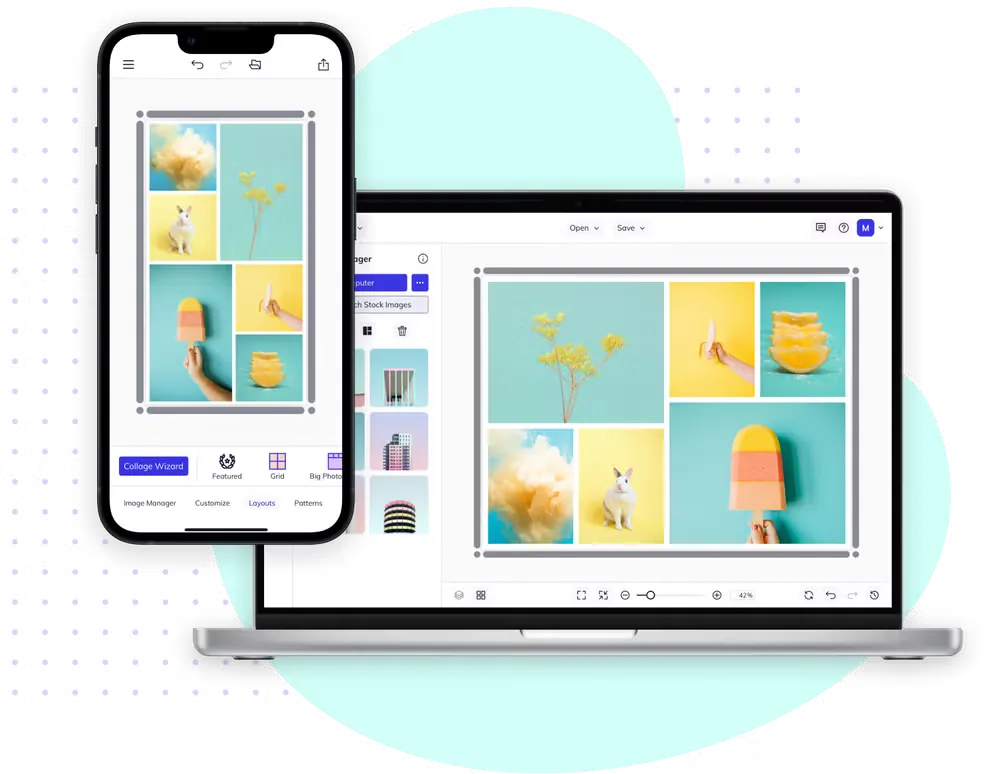 Collage Wizard
Featured
Grid
Big Photo
Image Manager
Customize
Layouts
Patterns
Open
Save
M
ager
puter
ch Stock Images
42%